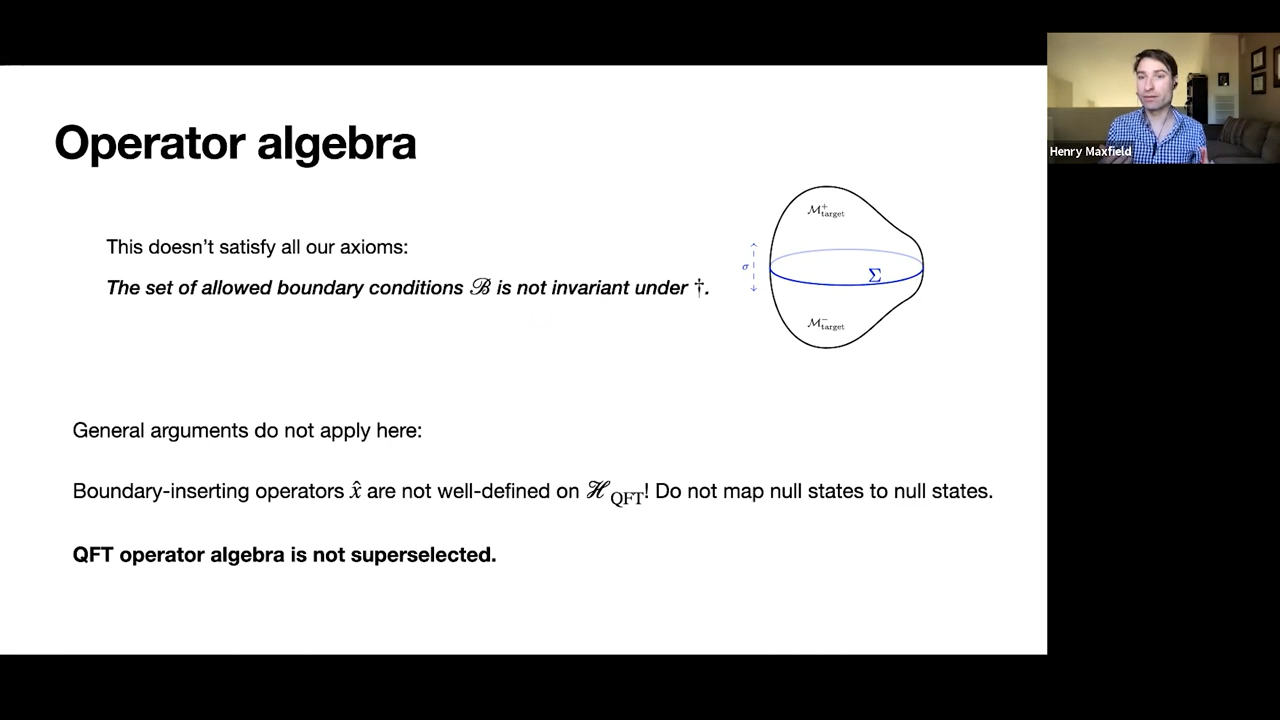 Operator algebra
This doesn't satisfy all our axioms:
The set of allowed boundary conditions ℬ is not invariant under †.
ℳ⁺target
σ
Σ
ℳ⁻target
General arguments do not apply here:
Boundary-inserting operators x̂ are not well-defined on ℋQFT! Do not map null states to null states.
QFT operator algebra is not superselected.
Henry Maxfield